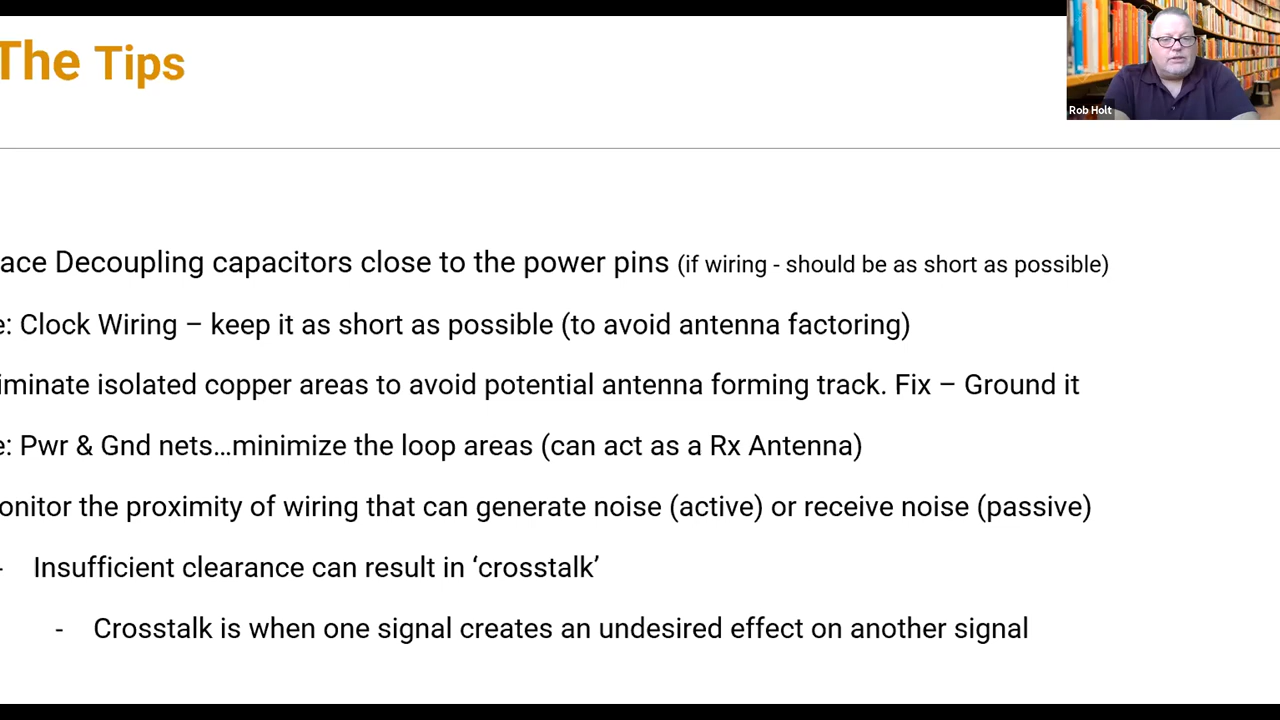 The Tips
Rob Holt
ace Decoupling capacitors close to the power pins (if wiring - should be as short as possible)
e: Clock Wiring – keep it as short as possible (to avoid antenna factoring)
iminate isolated copper areas to avoid potential antenna forming track. Fix – Ground it
e: Pwr & Gnd nets…minimize the loop areas (can act as a Rx Antenna)
onitor the proximity of wiring that can generate noise (active) or receive noise (passive)
- Insufficient clearance can result in ‘crosstalk’
- Crosstalk is when one signal creates an undesired effect on another signal